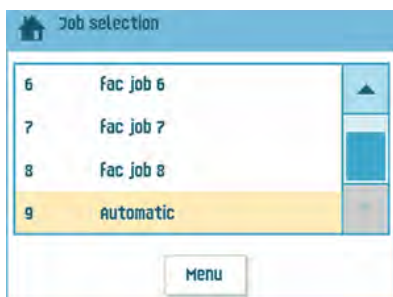 Job selection
6 Fac job 6
7 Fac job 7
8 Fac job 8
9 Automatic
Menu